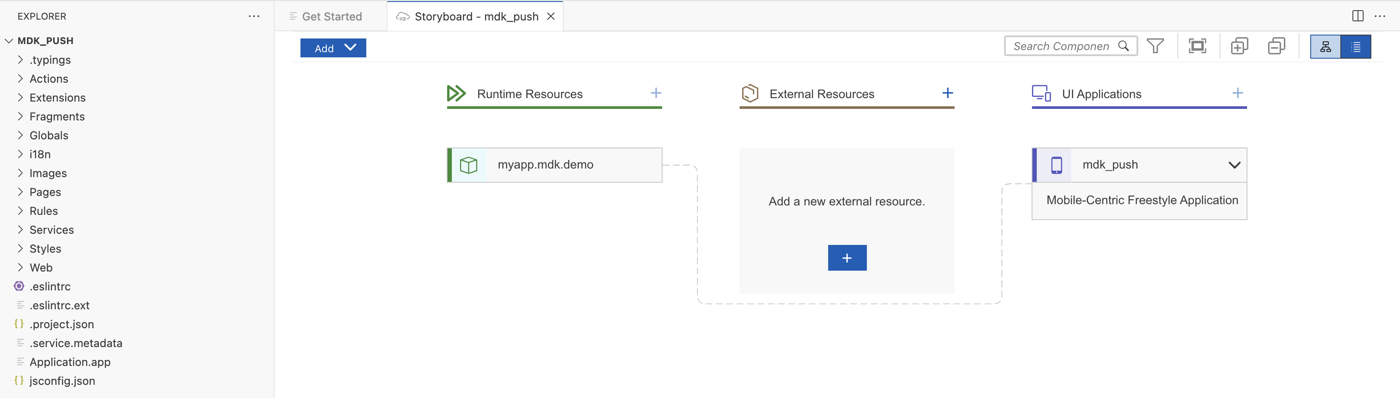 EXPLORER
MDK_PUSH
.typings
Actions
Extensions
Fragments
Globals
i18n
Images
Pages
Rules
Services
Styles
Web
.eslintrc
.eslintrc.ext
.project.json
.service.metadata
Application.app
jsconfig.json
Get Started
Storyboard - mdk_push
Add
Search Componen
Runtime Resources
External Resources
UI Applications
myapp.mdk.demo
Add a new external resource.
mdk_push
Mobile-Centric Freestyle Application